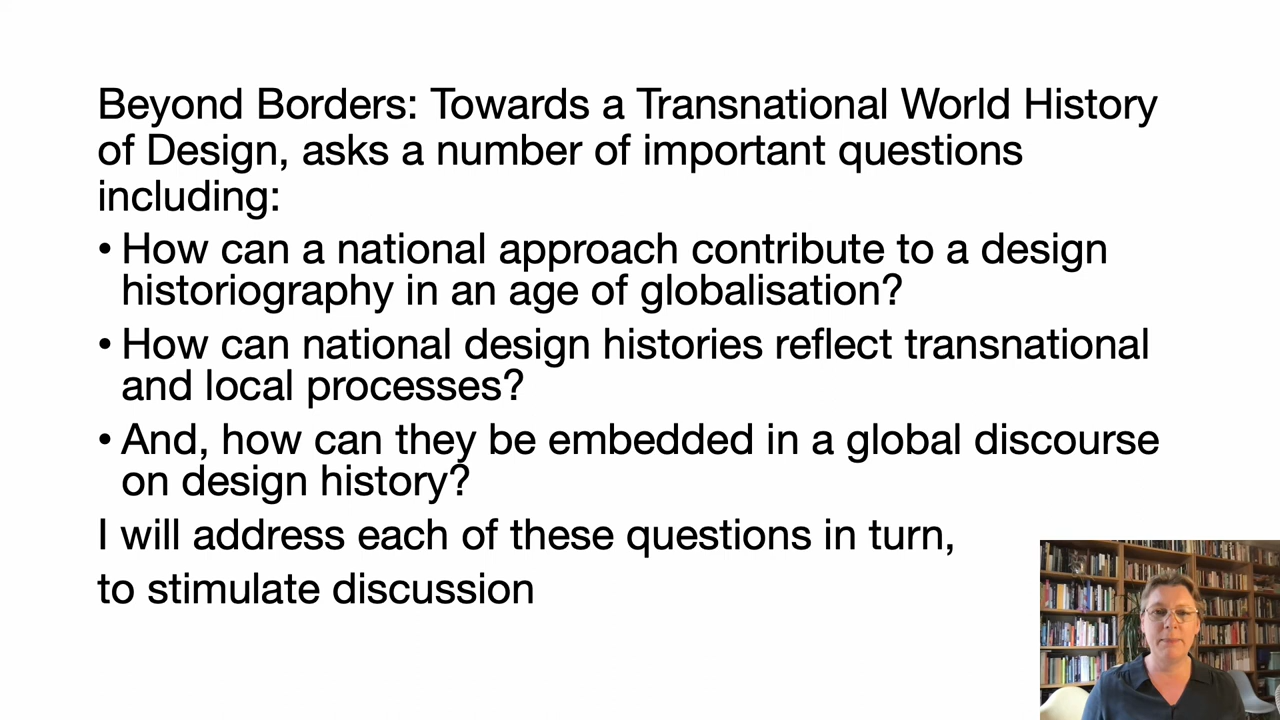 Beyond Borders: Towards a Transnational World History
of Design, asks a number of important questions
including:
• How can a national approach contribute to a design
historiography in an age of globalisation?
• How can national design histories reflect transnational
and local processes?
• And, how can they be embedded in a global discourse
on design history?
I will address each of these questions in turn,
to stimulate discussion